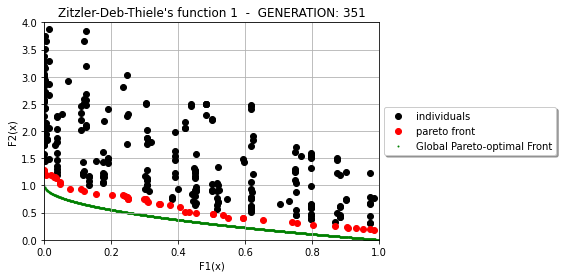 Zitzler-Deb-Thiele's function 1 - GENERATION: 351
4.0
3.5
3.0
2.5
2.0
1.5
1.0
0.5
0.0
F2(x)
0.0 0.2 0.4 0.6 0.8 1.0
F1(x)
individuals
pareto front
Global Pareto-optimal Front